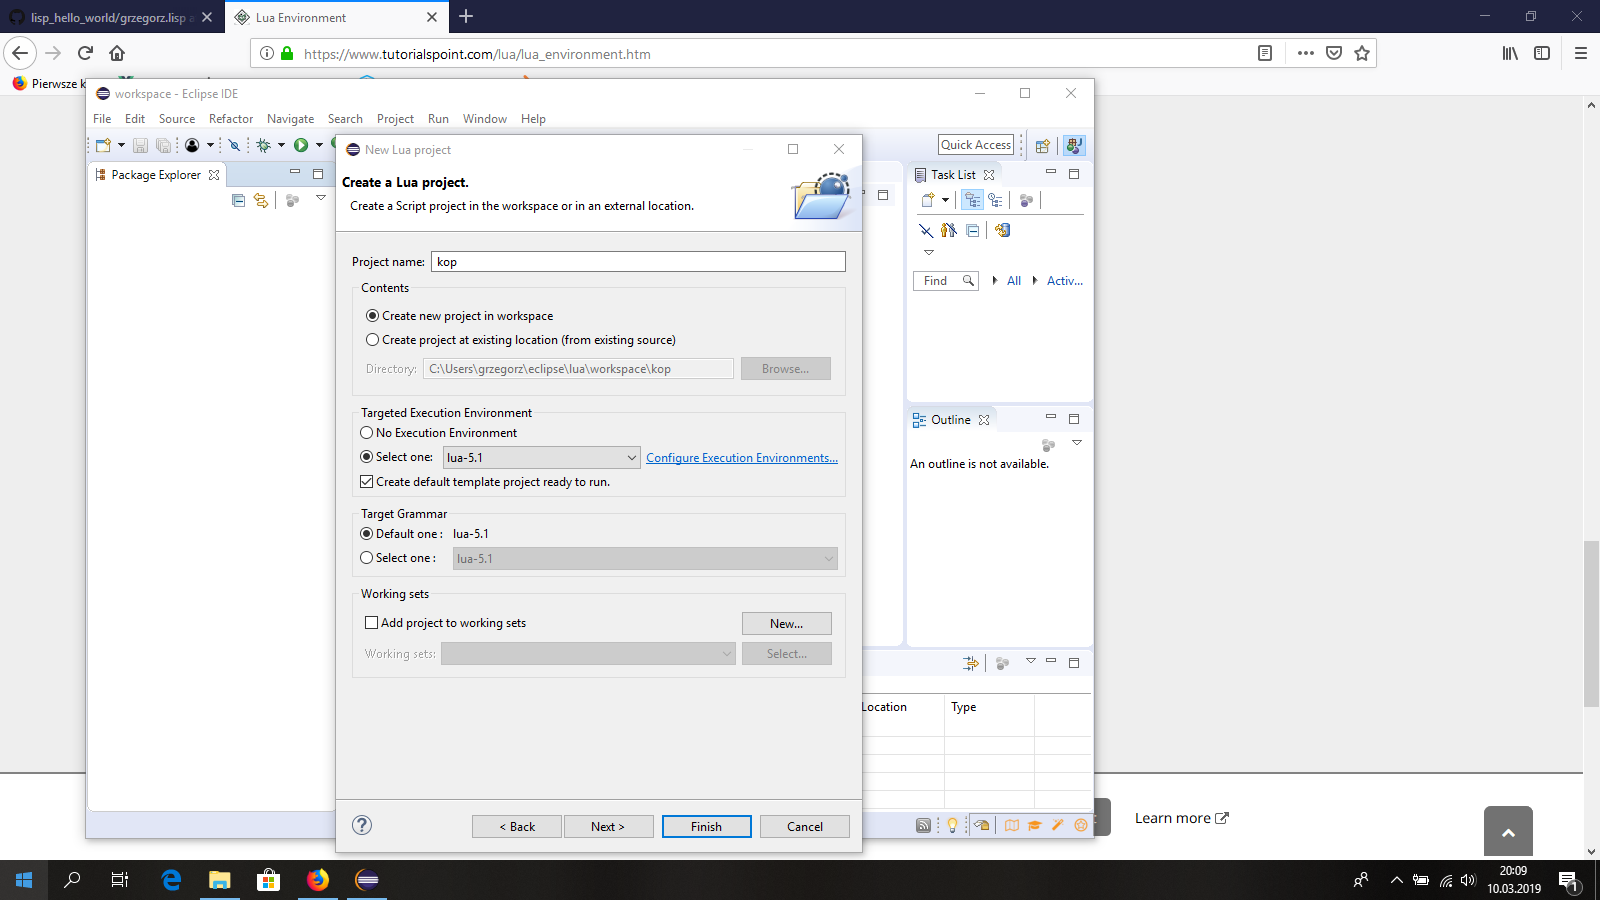 lisp_hello_world/grzegorz.lisp a
Lua Environment
https://www.tutorialspoint.com/lua/lua_environment.htm
Pierwsze k
workspace - Eclipse IDE
File Edit Source Refactor Navigate Search Project Run Window Help
Quick Access
Package Explorer
New Lua project
Create a Lua project.
Create a Script project in the workspace or in an external location.
Project name: kop
Contents
Create new project in workspace
Create project at existing location (from existing source)
Directory: C:\Users\grzegorz\eclipse\lua\workspace\kop Browse...
Targeted Execution Environment
No Execution Environment
Select one: lua-5.1 Configure Execution Environments...
Create default template project ready to run.
Target Grammar
Default one : lua-5.1
Select one : lua-5.1
Working sets
Add project to working sets New...
Working sets: Select...
< Back Next > Finish Cancel
Task List
Find All Activ...
Outline
An outline is not available.
Location Type
Learn more
20:09
10.03.2019
1